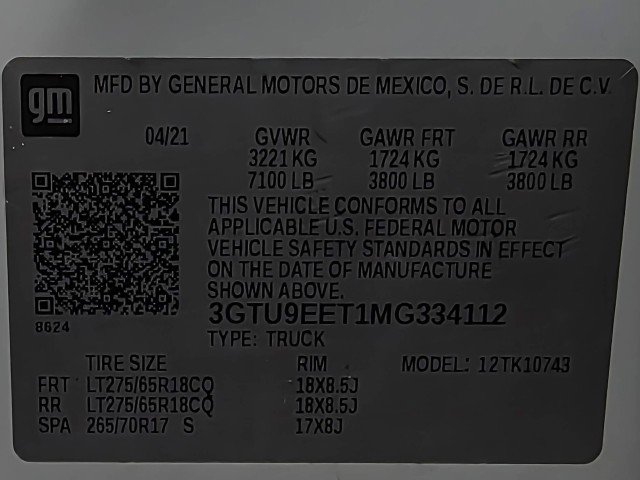 gm
MFD BY GENERAL MOTORS DE MEXICO, S. DE R.L. DE C.V.
04/21 GVWR GAWR FRT GAWR RR
3221 KG 1724 KG 1724 KG
7100 LB 3800 LB 3800 LB
THIS VEHICLE CONFORMS TO ALL
APPLICABLE U.S. FEDERAL MOTOR
VEHICLE SAFETY STANDARDS IN EFFECT
ON THE DATE OF MANUFACTURE
SHOWN ABOVE.
3GTU9EET1MG334112
8624
TYPE: TRUCK
TIRE SIZE RIM MODEL: 12TK10743
FRT LT275/65R18CQ 18X8.5J
RR LT275/65R18CQ 18X8.5J
SPA 265/70R17 S 17X8J